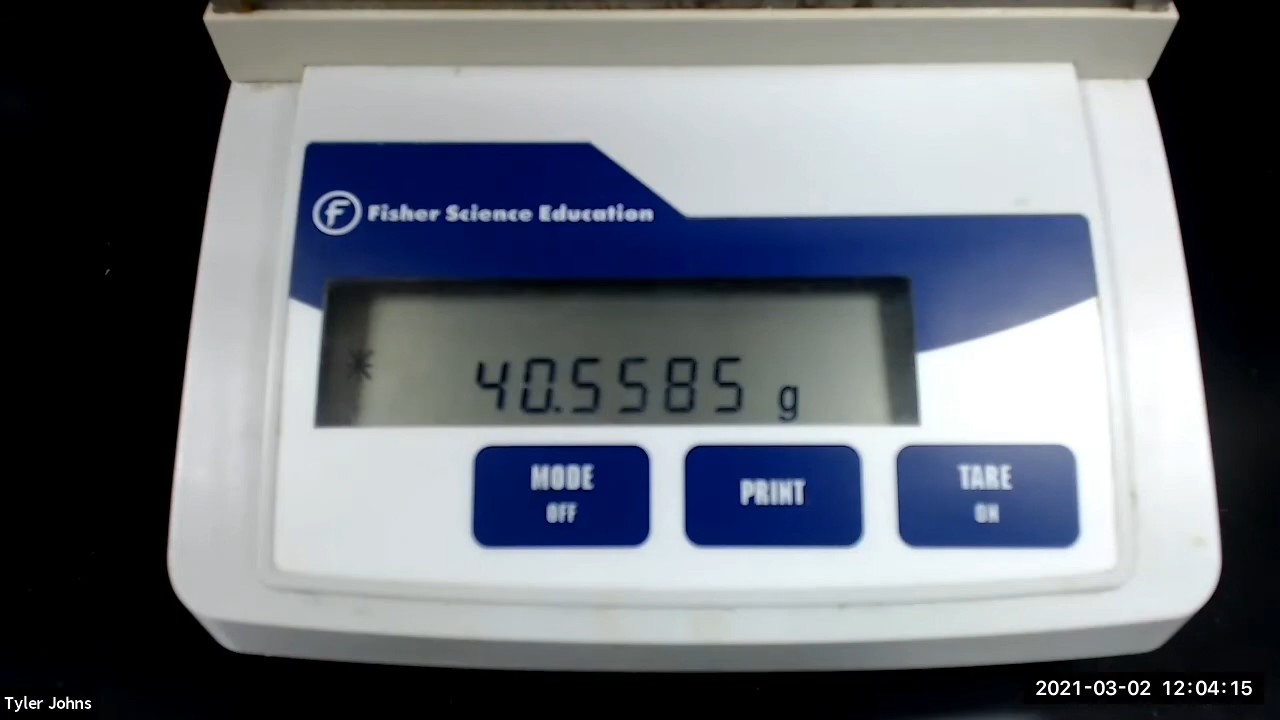 F Fisher Science Education
* 40.5585 g
MODE
OFF
PRINT
TARE
ON
Tyler Johns
2021-03-02 12:04:15